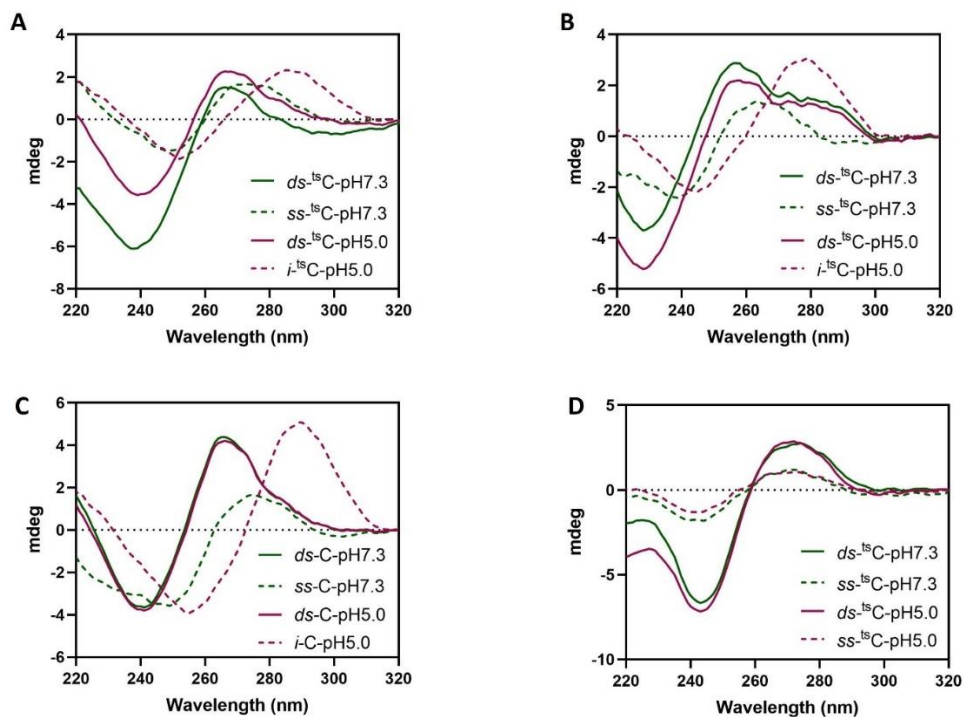 A
4
2
0
-2
-4
-6
-8
mdeg
ds-ᵗˢC-pH7.3
ss-ᵗˢC-pH7.3
ds-ᵗˢC-pH5.0
i-ᵗˢC-pH5.0
220 240 260 280 300 320
Wavelength (nm)
B
4
2
0
-2
-4
-6
mdeg
ds-ᵗˢC-pH7.3
ss-ᵗˢC-pH7.3
ds-ᵗˢC-pH5.0
i-ᵗˢC-pH5.0
220 240 260 280 300 320
Wavelength (nm)
C
6
4
2
0
-2
-4
-6
mdeg
ds-C-pH7.3
ss-C-pH7.3
ds-C-pH5.0
i-C-pH5.0
220 240 260 280 300 320
Wavelength (nm)
D
5
0
-5
-10
mdeg
ds-ᵗˢC-pH7.3
ss-ᵗˢC-pH7.3
ds-ᵗˢC-pH5.0
ss-ᵗˢC-pH5.0
220 240 260 280 300 320
Wavelength (nm)